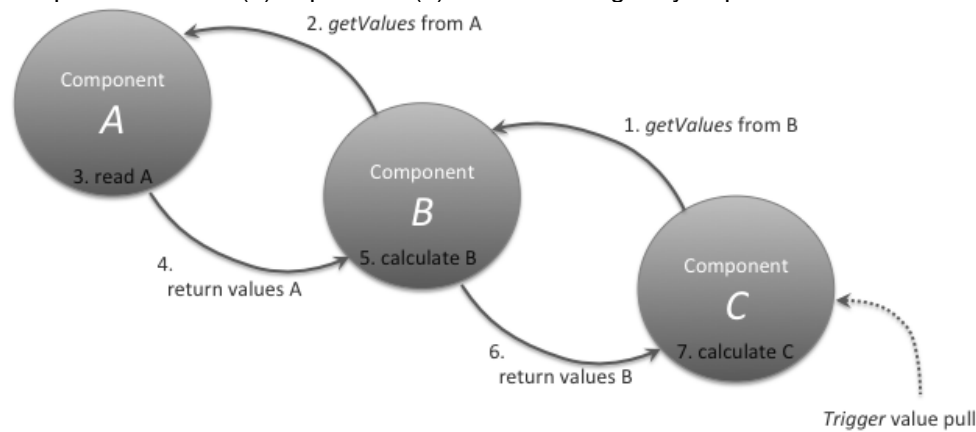 2. getValues from A
Component
A
3. read A
1. getValues from B
Component
B
5. calculate B
4.
return values A
Component
C
7. calculate C
6.
return values B
Trigger value pull